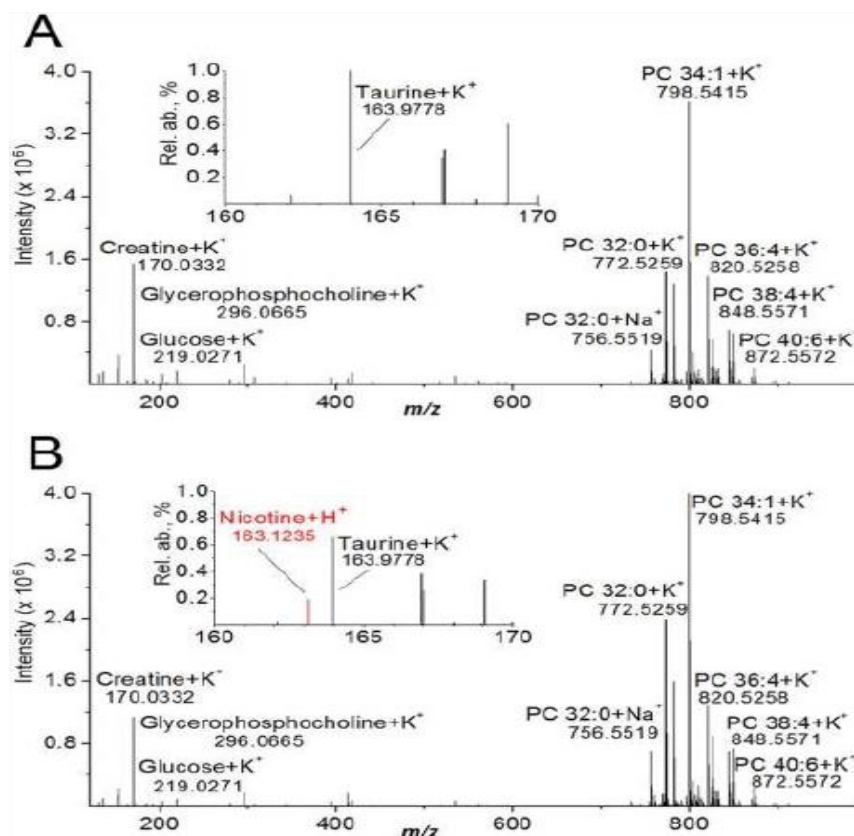 A
4.0
3.2
2.4
1.6
0.8
Intensity (x 10⁶)
1.0
0.8
0.6
0.4
0.2
Rel. ab., %
160
165
170
Taurine+K⁺
163.9778
PC 34:1+K⁺
798.5415
Creatine+K⁺
170.0332
Glycerophosphocholine+K⁺
296.0665
Glucose+K⁺
219.0271
PC 32:0+K⁺
772.5259
PC 36:4+K⁺
820.5258
PC 32:0+Na⁺
756.5519
PC 38:4+K⁺
848.5571
PC 40:6+K⁺
872.5572
200
400
600
800
m/z
B
4.0
3.2
2.4
1.6
0.8
Intensity (x 10⁶)
1.0
0.8
0.6
0.4
0.2
Rel. ab., %
160
165
170
Nicotine+H⁺
163.1235
Taurine+K⁺
163.9778
PC 34:1+K⁺
798.5415
PC 32:0+K⁺
772.5259
Creatine+K⁺
170.0332
Glycerophosphocholine+K⁺
296.0665
Glucose+K⁺
219.0271
PC 36:4+K⁺
820.5258
PC 32:0+Na⁺
756.5519
PC 38:4+K⁺
848.5571
PC 40:6+K⁺
872.5572
200
400
600
800
m/z